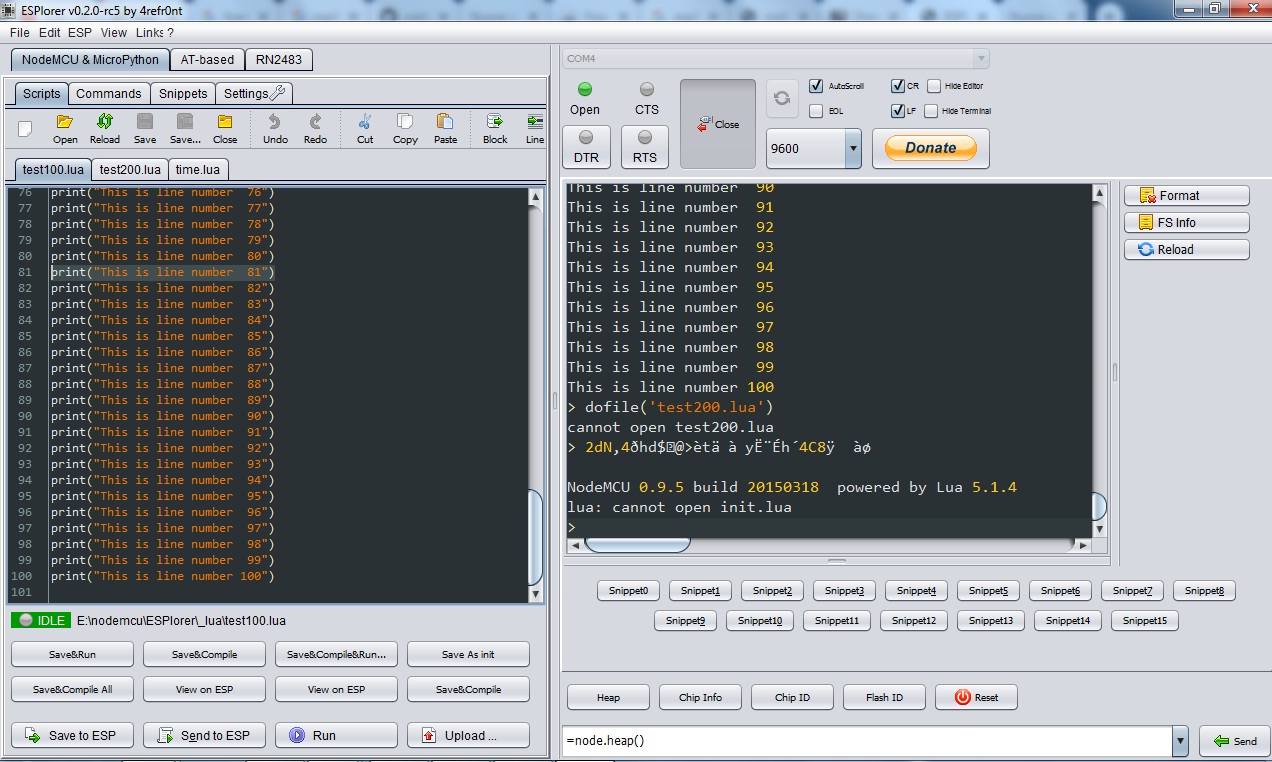 ESPlorer v0.2.0-rc5 by 4refr0nt
File Edit ESP View Links ?
NodeMCU & MicroPython AT-based RN2483
Scripts Commands Snippets Settings
Open Reload Save Save... Close Undo Redo Cut Copy Paste Block Line
test100.lua test200.lua time.lua
76 print("This is line number  76")
77 print("This is line number  77")
78 print("This is line number  78")
79 print("This is line number  79")
80 print("This is line number  80")
81 print("This is line number  81")
82 print("This is line number  82")
83 print("This is line number  83")
84 print("This is line number  84")
85 print("This is line number  85")
86 print("This is line number  86")
87 print("This is line number  87")
88 print("This is line number  88")
89 print("This is line number  89")
90 print("This is line number  90")
91 print("This is line number  91")
92 print("This is line number  92")
93 print("This is line number  93")
94 print("This is line number  94")
95 print("This is line number  95")
96 print("This is line number  96")
97 print("This is line number  97")
98 print("This is line number  98")
99 print("This is line number  99")
100 print("This is line number 100")
101
IDLE E:\nodemcu\ESPlorer\_lua\test100.lua
Save&Run Save&Compile Save&Compile&Run... Save As init
Save&Compile All View on ESP View on ESP Save&Compile
Save to ESP Send to ESP Run Upload ...
COM4
Open CTS Close AutoScroll CR Hide Editor
EOL LF Hide Terminal
DTR RTS 9600 Donate
This is line number  90
This is line number  91
This is line number  92
This is line number  93
This is line number  94
This is line number  95
This is line number  96
This is line number  97
This is line number  98
This is line number  99
This is line number 100
> dofile('test200.lua')
cannot open test200.lua
> 2dN,4ðhd$ @>etä à yË¨Éh´4C8ÿ  aø
NodeMCU 0.9.5 build 20150318  powered by Lua 5.1.4
lua: cannot open init.lua
>
Format
FS Info
Reload
Snippet0 Snippet1 Snippet2 Snippet3 Snippet4 Snippet5 Snippet6 Snippet7 Snippet8
Snippet9 Snippet10 Snippet11 Snippet12 Snippet13 Snippet14 Snippet15
Heap Chip Info Chip ID Flash ID Reset
=node.heap() Send